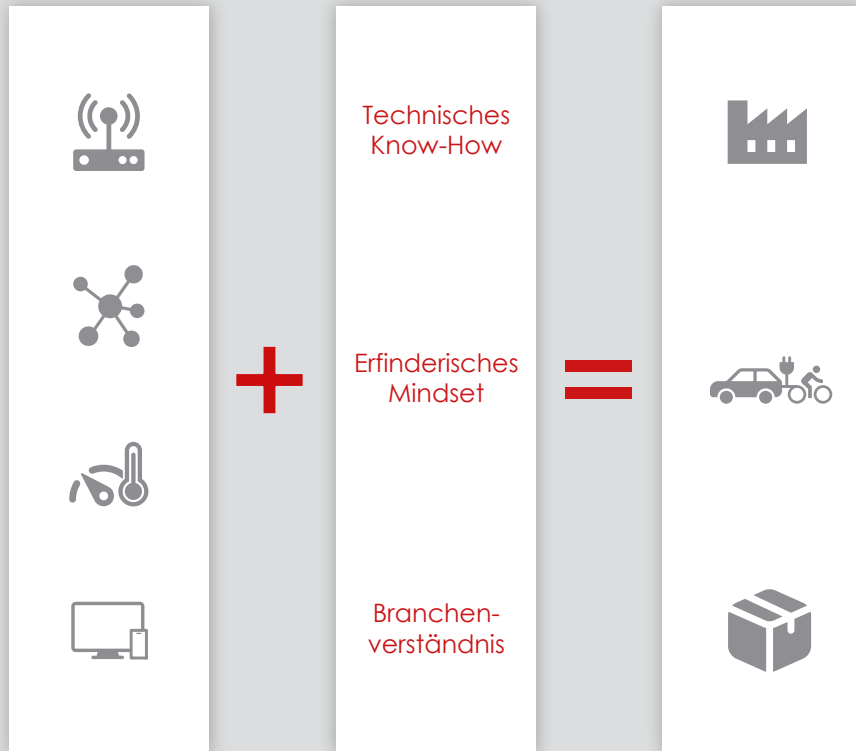 Technisches
Know-How
+
Erfinderisches
Mindset
=
Branchen-
verständnis